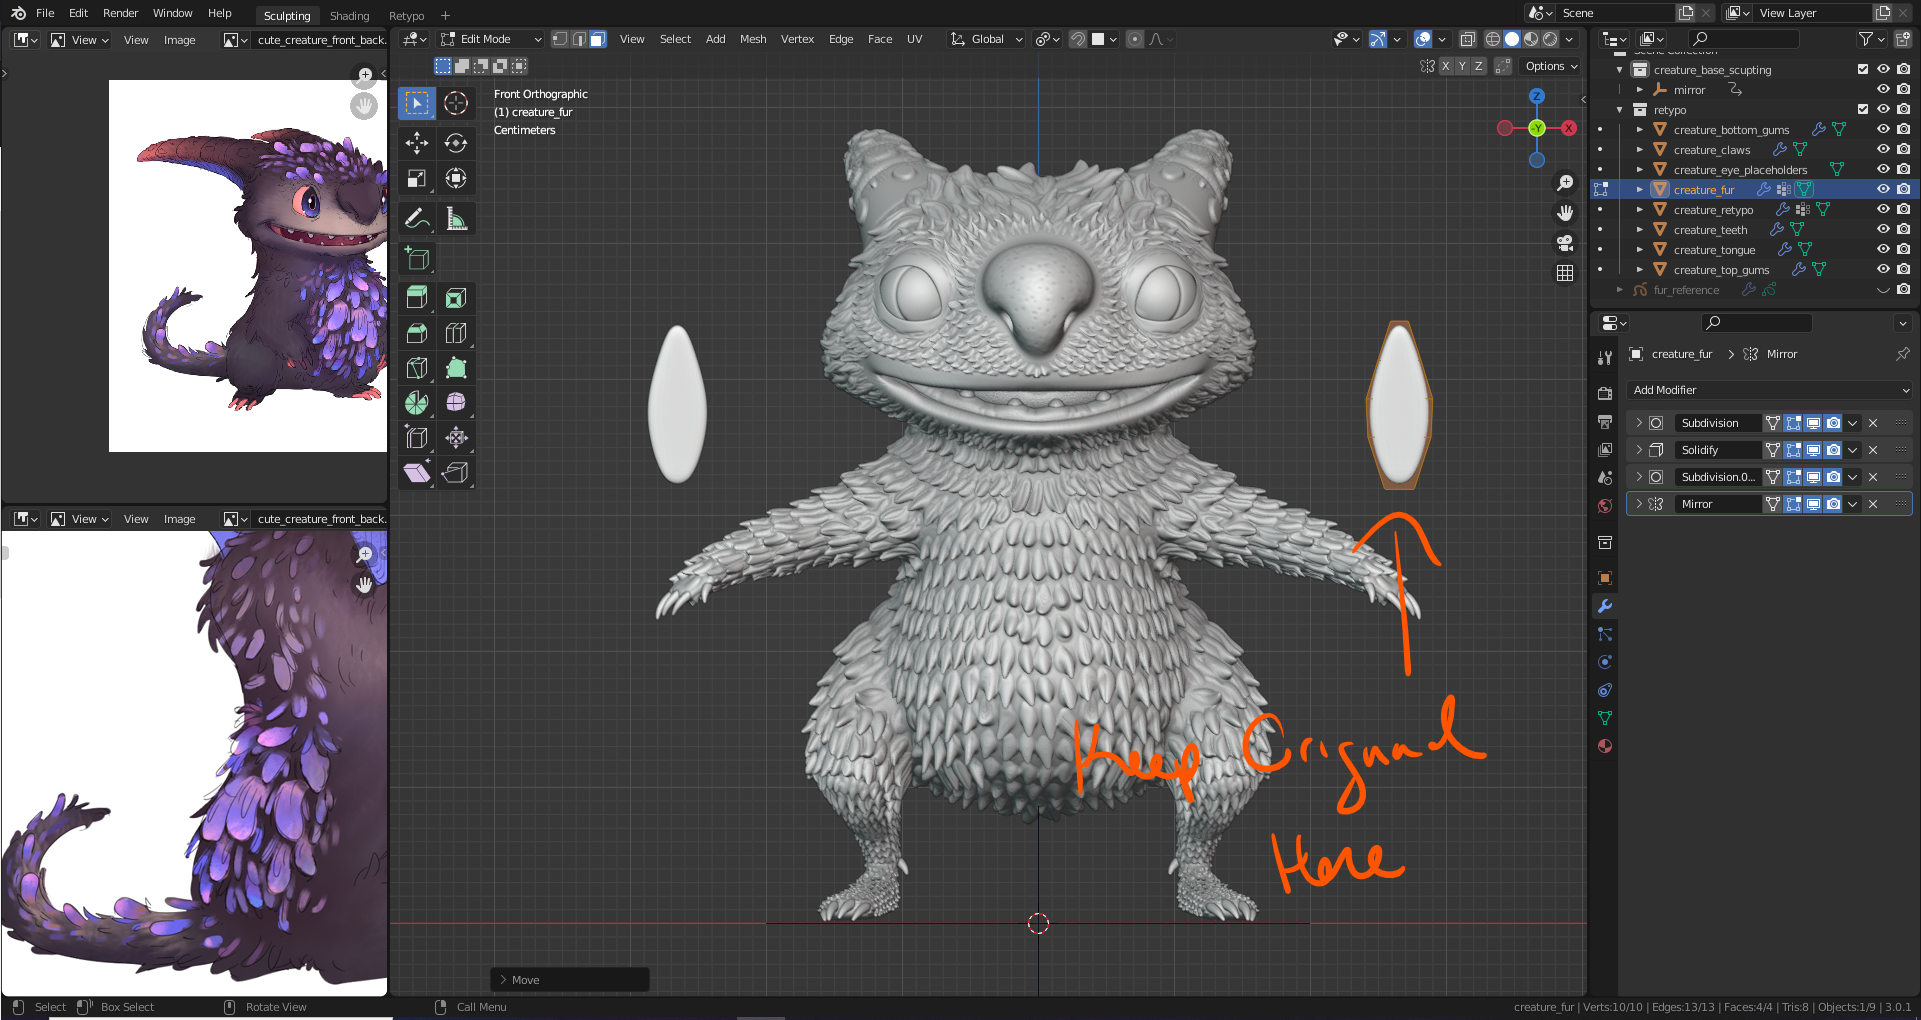 File Edit Render Window Help Sculpting Shading Retypo + Scene View Layer
View View Image cute_creature_front_back.
Edit Mode View Select Add Mesh Vertex Edge Face UV Global
X Y Z Options
Front Orthographic
(1) creature_fur
Centimeters
Z
-Y X
Scene Collection
creature_base_scupting
mirror
retypo
creature_bottom_gums
creature_claws
creature_eye_placeholders
creature_fur
creature_retypo
creature_teeth
creature_tongue
creature_top_gums
fur_reference
creature_fur > Mirror
Add Modifier
Subdivision
Solidify
Subdivision.0...
Mirror
View View Image cute_creature_front_back.
Keep Original
Here
> Move
Select Box Select Rotate View Call Menu
creature_fur | Verts:10/10 | Edges:13/13 | Faces:4/4 | Tris:8 | Objects:1/9 | 3.0.1